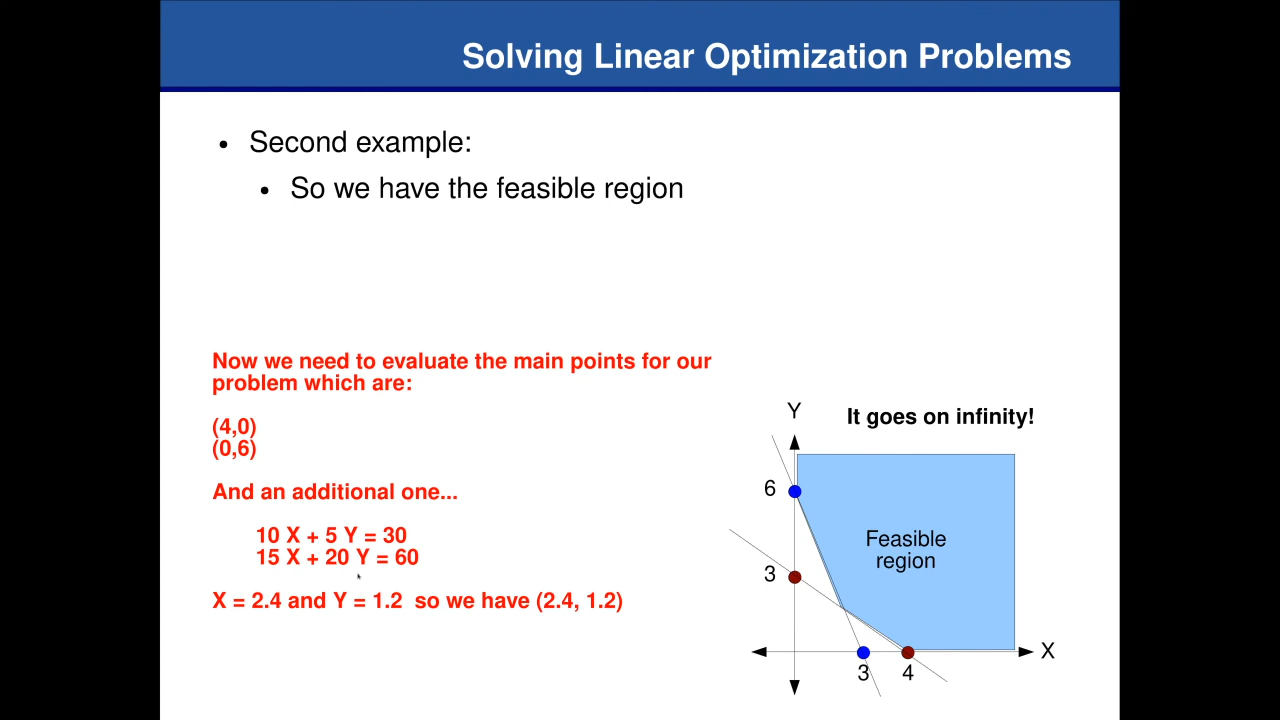 Solving Linear Optimization Problems
• Second example:
• So we have the feasible region
Now we need to evaluate the main points for our
problem which are:
(4,0)
(0,6)
And an additional one...
10 X + 5 Y = 30
15 X + 20 Y = 60
X = 2.4 and Y = 1.2 so we have (2.4, 1.2)
Y
It goes on infinity!
6
Feasible
region
3
X
3
4